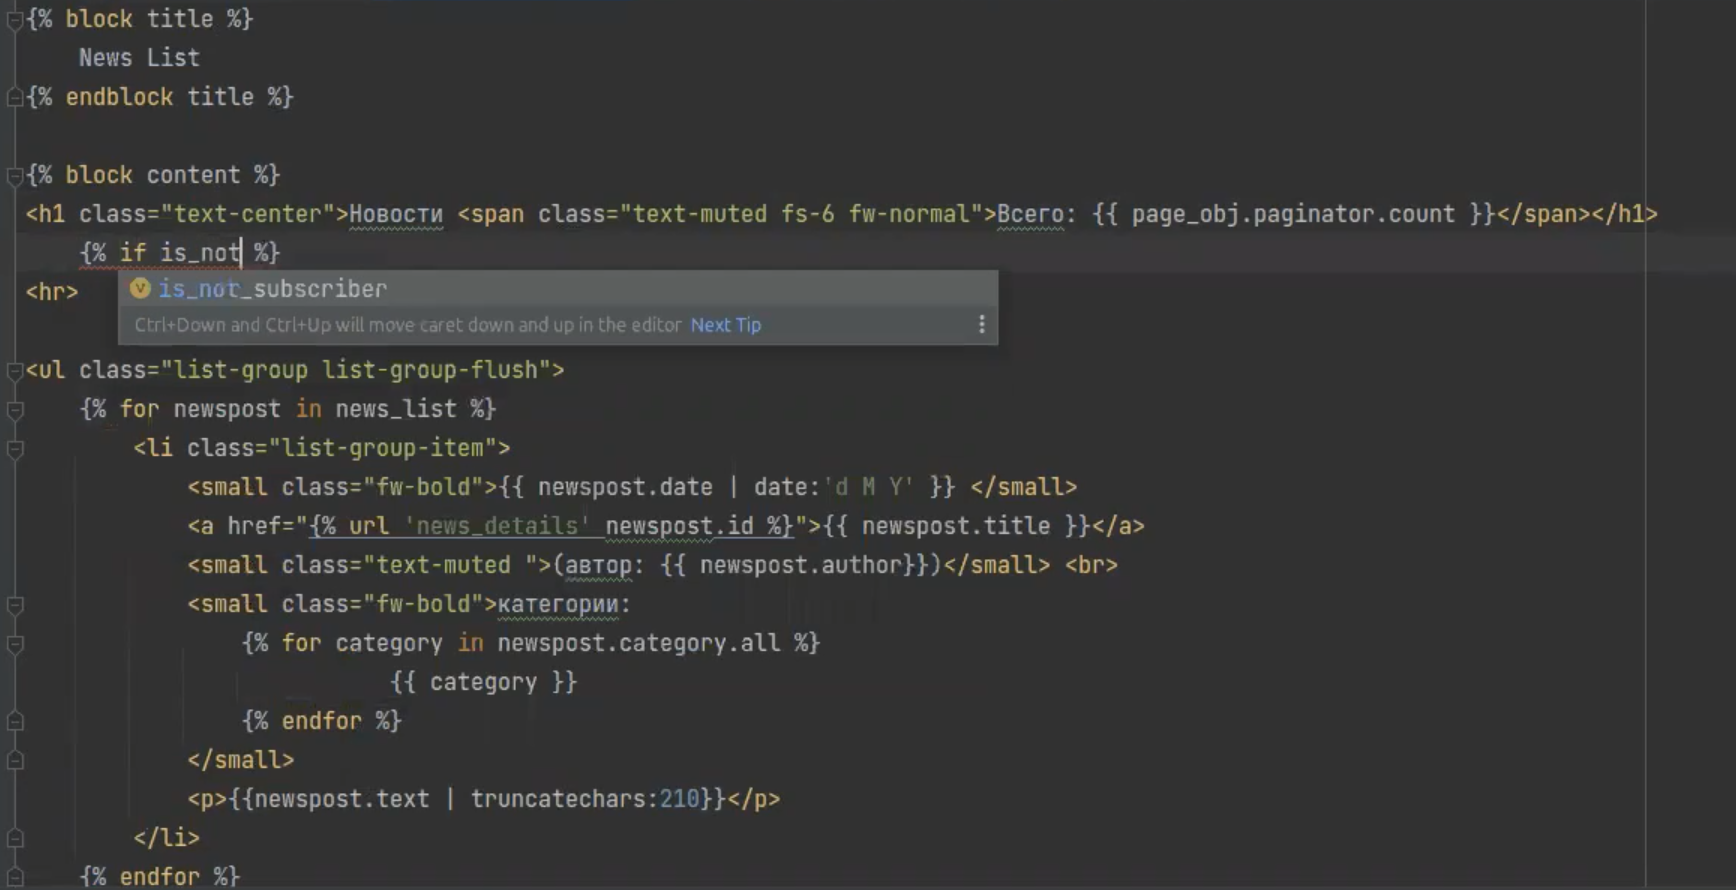 {% block title %}
News List
{% endblock title %}
{% block content %}
<h1 class="text-center">Новости <span class="text-muted fs-6 fw-normal">Всего: {{ page_obj.paginator.count }}</span></h1>
{% if is_not %}
is_not_subscriber
<hr>
Ctrl+Down and Ctrl+Up will move caret down and up in the editor Next Tip
<ul class="list-group list-group-flush">
{% for newspost in news_list %}
<li class="list-group-item">
<small class="fw-bold">{{ newspost.date | date:'d M Y' }} </small>
<a href="{% url 'news_details' newspost.id %}">{{ newspost.title }}</a>
<small class="text-muted ">(автор: {{ newspost.author}})</small> <br>
<small class="fw-bold">категории:
{% for category in newspost.category.all %}
{{ category }}
{% endfor %}
</small>
<p>{{newspost.text | truncatechars:210}}</p>
</li>
{% endfor %}